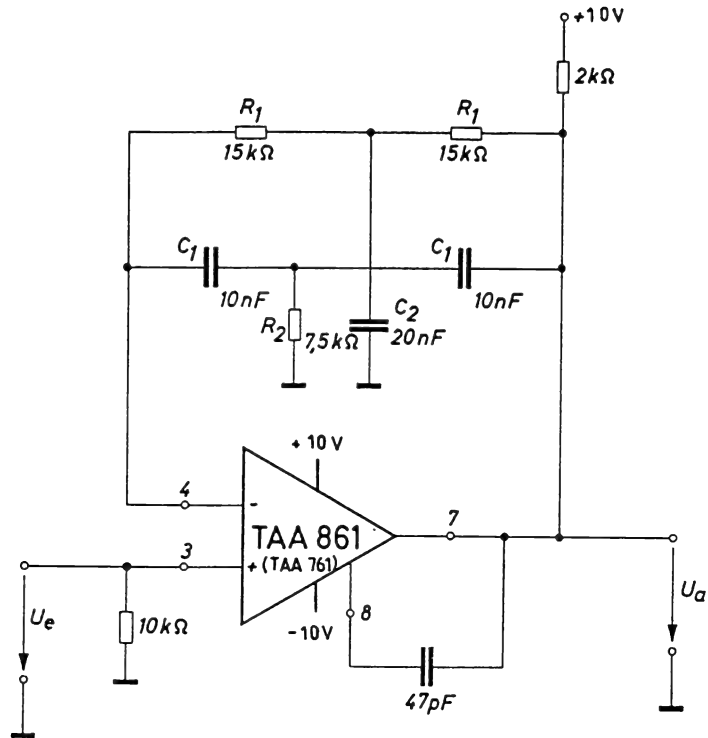 +10V
2kΩ
R1
15kΩ
R1
15kΩ
C1
10nF
C1
10nF
R2
7,5kΩ
C2
20nF
+10V
4
-
TAA 861
7
3
+(TAA 761)
Ue
10kΩ
-10V
8
Ua
47pF